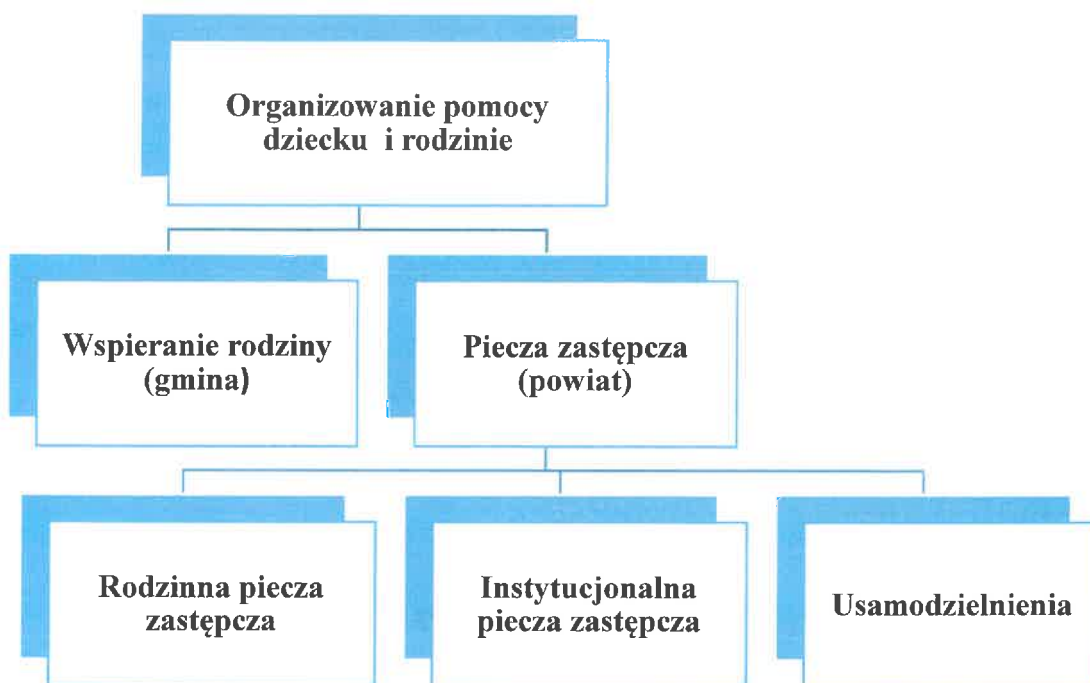 Organizowanie pomocy
dziecku i rodzinie
Wspieranie rodziny
(gmina)
Piecza zastępcza
(powiat)
Rodzinna piecza
zastępcza
Instytucjonalna
piecza zastępcza
Usamodzielnienia